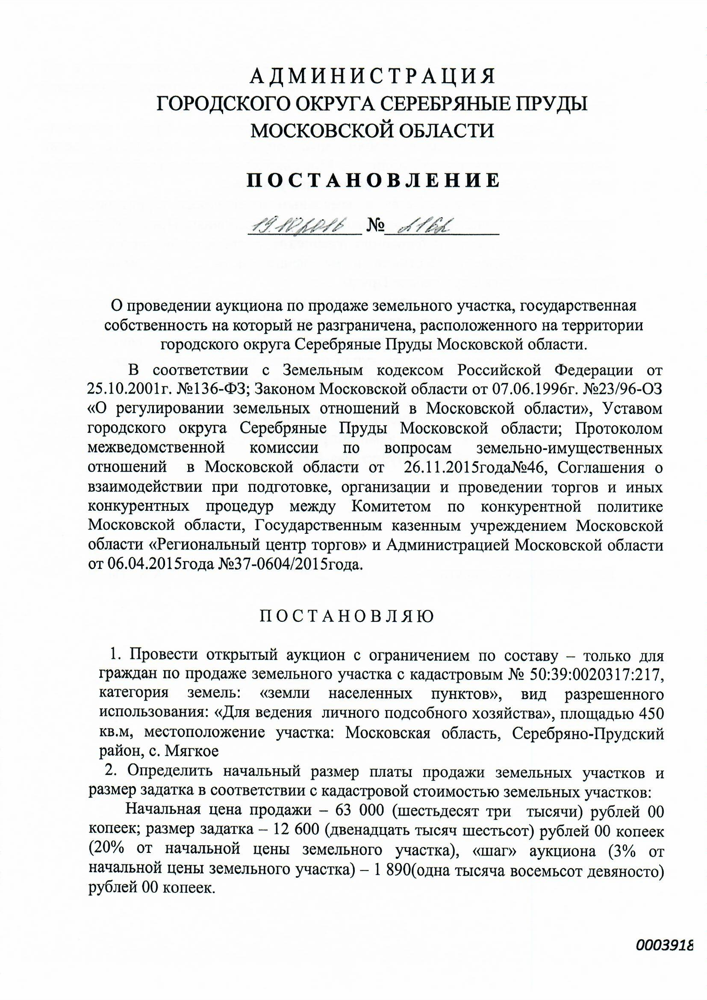 АДМИНИСТРАЦИЯ
ГОРОДСКОГО ОКРУГА СЕРЕБРЯНЫЕ ПРУДЫ
МОСКОВСКОЙ ОБЛАСТИ
ПОСТАНОВЛЕНИЕ
19.10.2016 № 2162
О проведении аукциона по продаже земельного участка, государственная
собственность на который не разграничена, расположенного на территории
городского округа Серебряные Пруды Московской области.
В соответствии с Земельным кодексом Российской Федерации от
25.10.2001г. №136-ФЗ; Законом Московской области от 07.06.1996г. №23/96-ОЗ
«О регулировании земельных отношений в Московской области», Уставом
городского округа Серебряные Пруды Московской области; Протоколом
межведомственной комиссии по вопросам земельно-имущественных
отношений в Московской области от 26.11.2015года№46, Соглашения о
взаимодействии при подготовке, организации и проведении торгов и иных
конкурентных процедур между Комитетом по конкурентной политике
Московской области, Государственным казенным учреждением Московской
области «Региональный центр торгов» и Администрацией Московской области
от 06.04.2015года №37-0604/2015года.
ПОСТАНОВЛЯЮ
1. Провести открытый аукцион с ограничением по составу – только для
граждан по продаже земельного участка с кадастровым № 50:39:0020317:217,
категория земель: «земли населенных пунктов», вид разрешенного
использования: «Для ведения личного подсобного хозяйства», площадью 450
кв.м, местоположение участка: Московская область, Серебряно-Прудский
район, с. Мягкое
2. Определить начальный размер платы продажи земельных участков и
размер задатка в соответствии с кадастровой стоимостью земельных участков:
Начальная цена продажи – 63 000 (шестьдесят три тысячи) рублей 00
копеек; размер задатка – 12 600 (двенадцать тысяч шестьсот) рублей 00 копеек
(20% от начальной цены земельного участка), «шаг» аукциона (3% от
начальной цены земельного участка) – 1 890(одна тысяча восемьсот девяносто)
рублей 00 копеек.
0003918